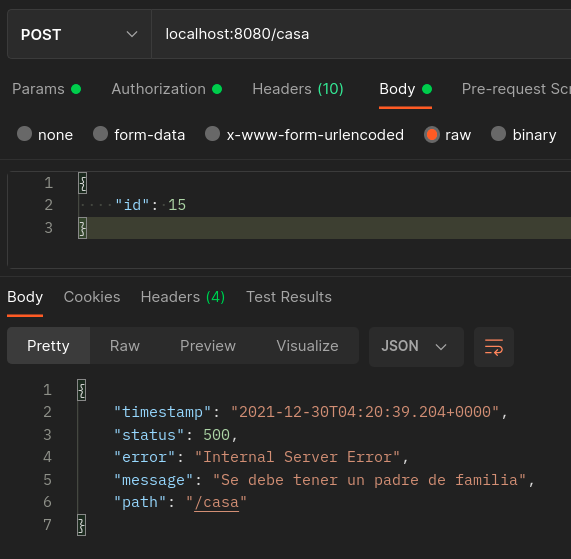 POST localhost:8080/casa
Params Authorization Headers (10) Body Pre-request Scr
none form-data x-www-form-urlencoded raw binary
1 {
2 "id": 15
3 }
Body Cookies Headers (4) Test Results
Pretty Raw Preview Visualize JSON
1 {
2 "timestamp": "2021-12-30T04:20:39.204+0000",
3 "status": 500,
4 "error": "Internal Server Error",
5 "message": "Se debe tener un padre de familia",
6 "path": "/casa"
7 }